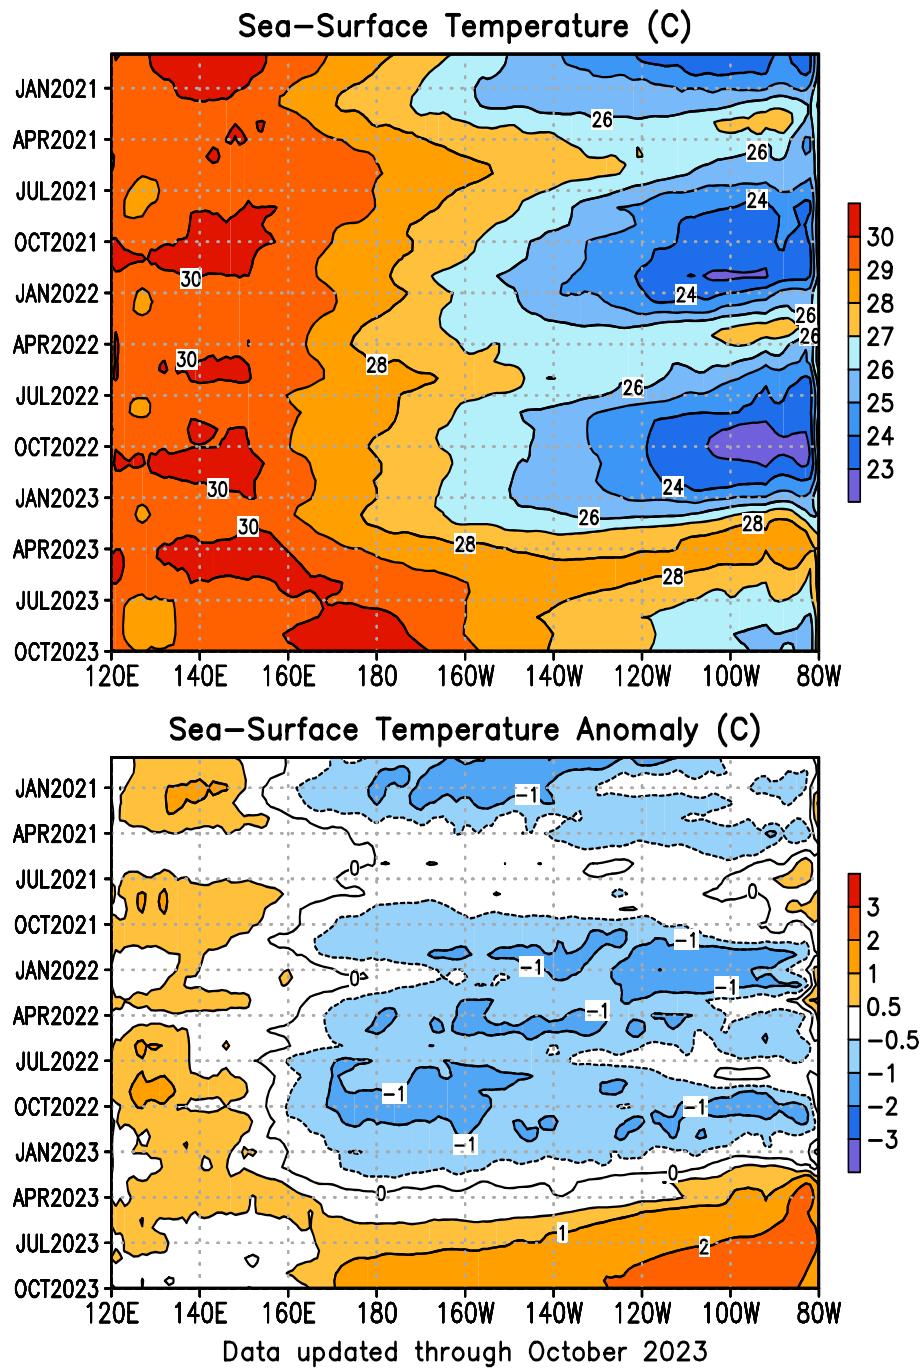 Sea-Surface Temperature (C)
JAN2021
APR2021
JUL2021
OCT2021
JAN2022
APR2022
JUL2022
OCT2022
JAN2023
APR2023
JUL2023
OCT2023
26
26
24
30
24
26
26
30
28
26
30
24
26
30
28
28
28
30
29
28
27
26
25
24
23
120E 140E 160E 180 160W 140W 120W 100W 80W
Sea-Surface Temperature Anomaly (C)
JAN2021
APR2021
JUL2021
OCT2021
JAN2022
APR2022
JUL2022
OCT2022
JAN2023
APR2023
JUL2023
OCT2023
-1
0
0
-1
-1
0
-1
-1
-1
-1
-1
0
0
1
2
3
2
1
0.5
-0.5
-1
-2
-3
120E 140E 160E 180 160W 140W 120W 100W 80W
Data updated through October 2023